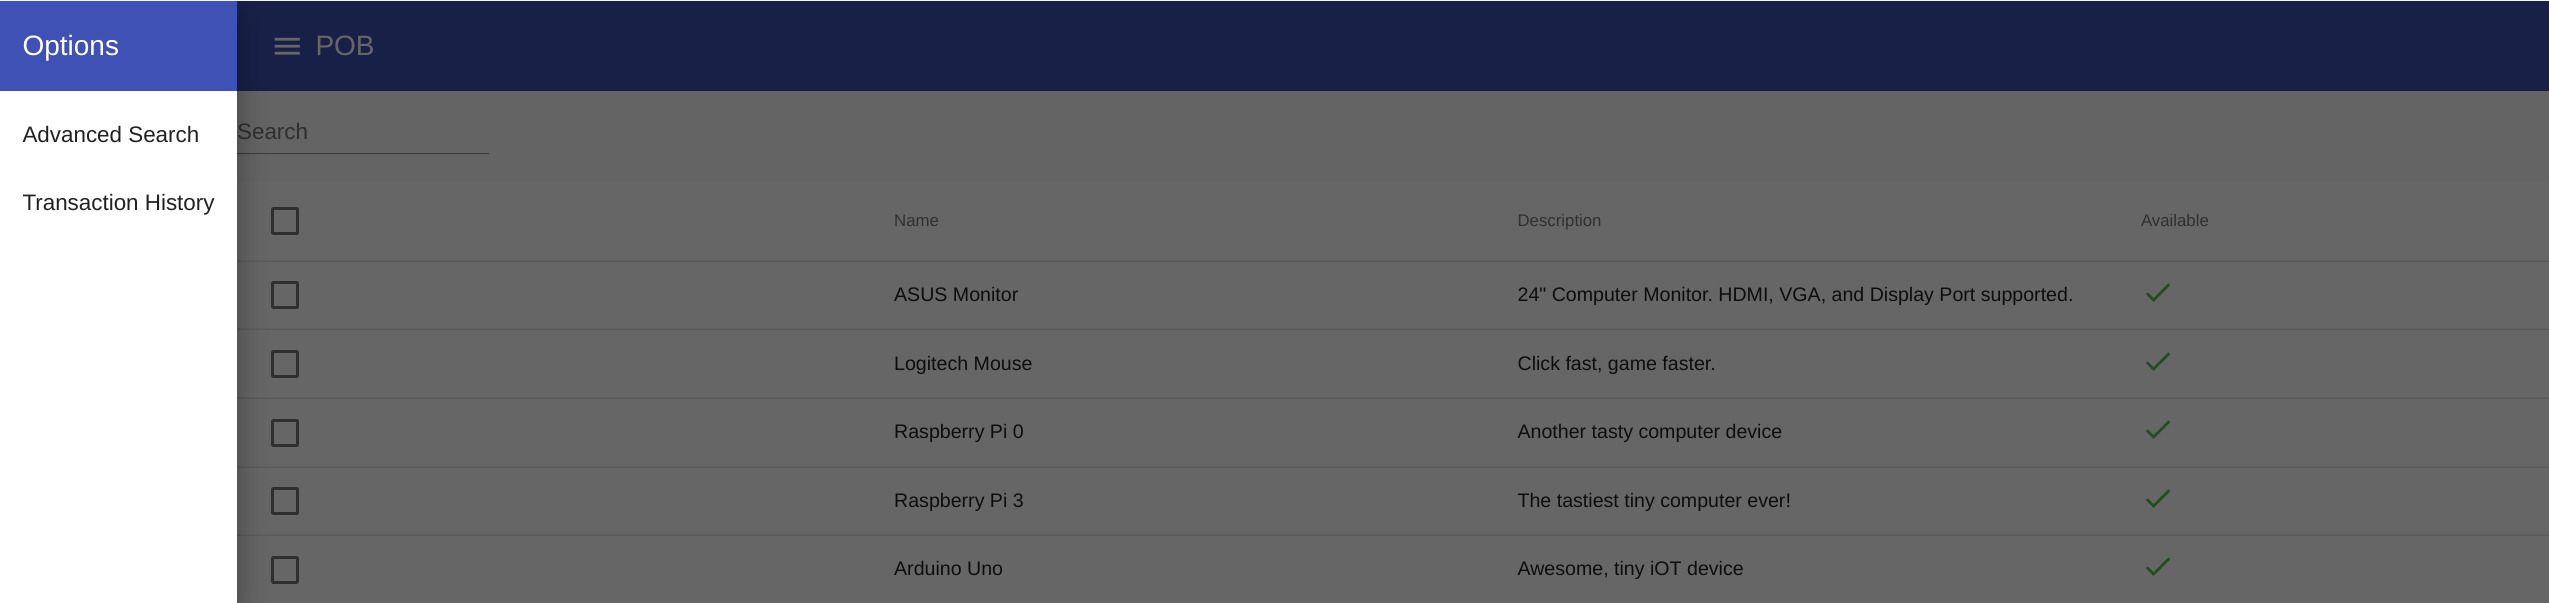 Options
POB
Advanced Search
Transaction History
Search
Name Description Available
ASUS Monitor 24" Computer Monitor. HDMI, VGA, and Display Port supported.
Logitech Mouse Click fast, game faster.
Raspberry Pi 0 Another tasty computer device
Raspberry Pi 3 The tastiest tiny computer ever!
Arduino Uno Awesome, tiny iOT device